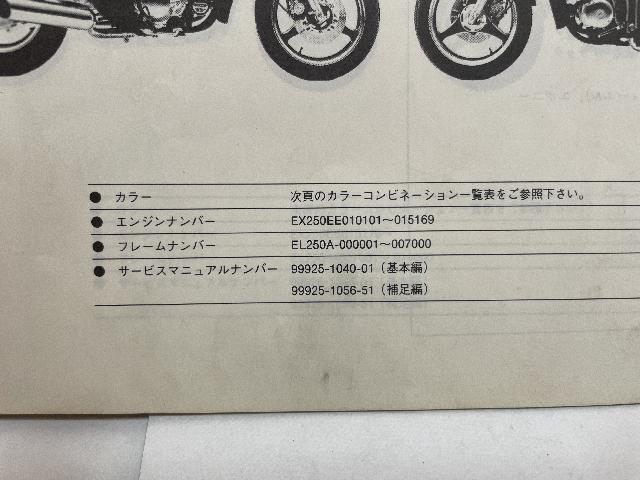 ● カラー 次頁のカラーコンビネーション一覧表をご参照下さい。
● エンジンナンバー EX250EE010101～015169
● フレームナンバー EL250A-000001～007000
● サービスマニュアルナンバー 99925-1040-01（基本編）
99925-1056-51（補足編）